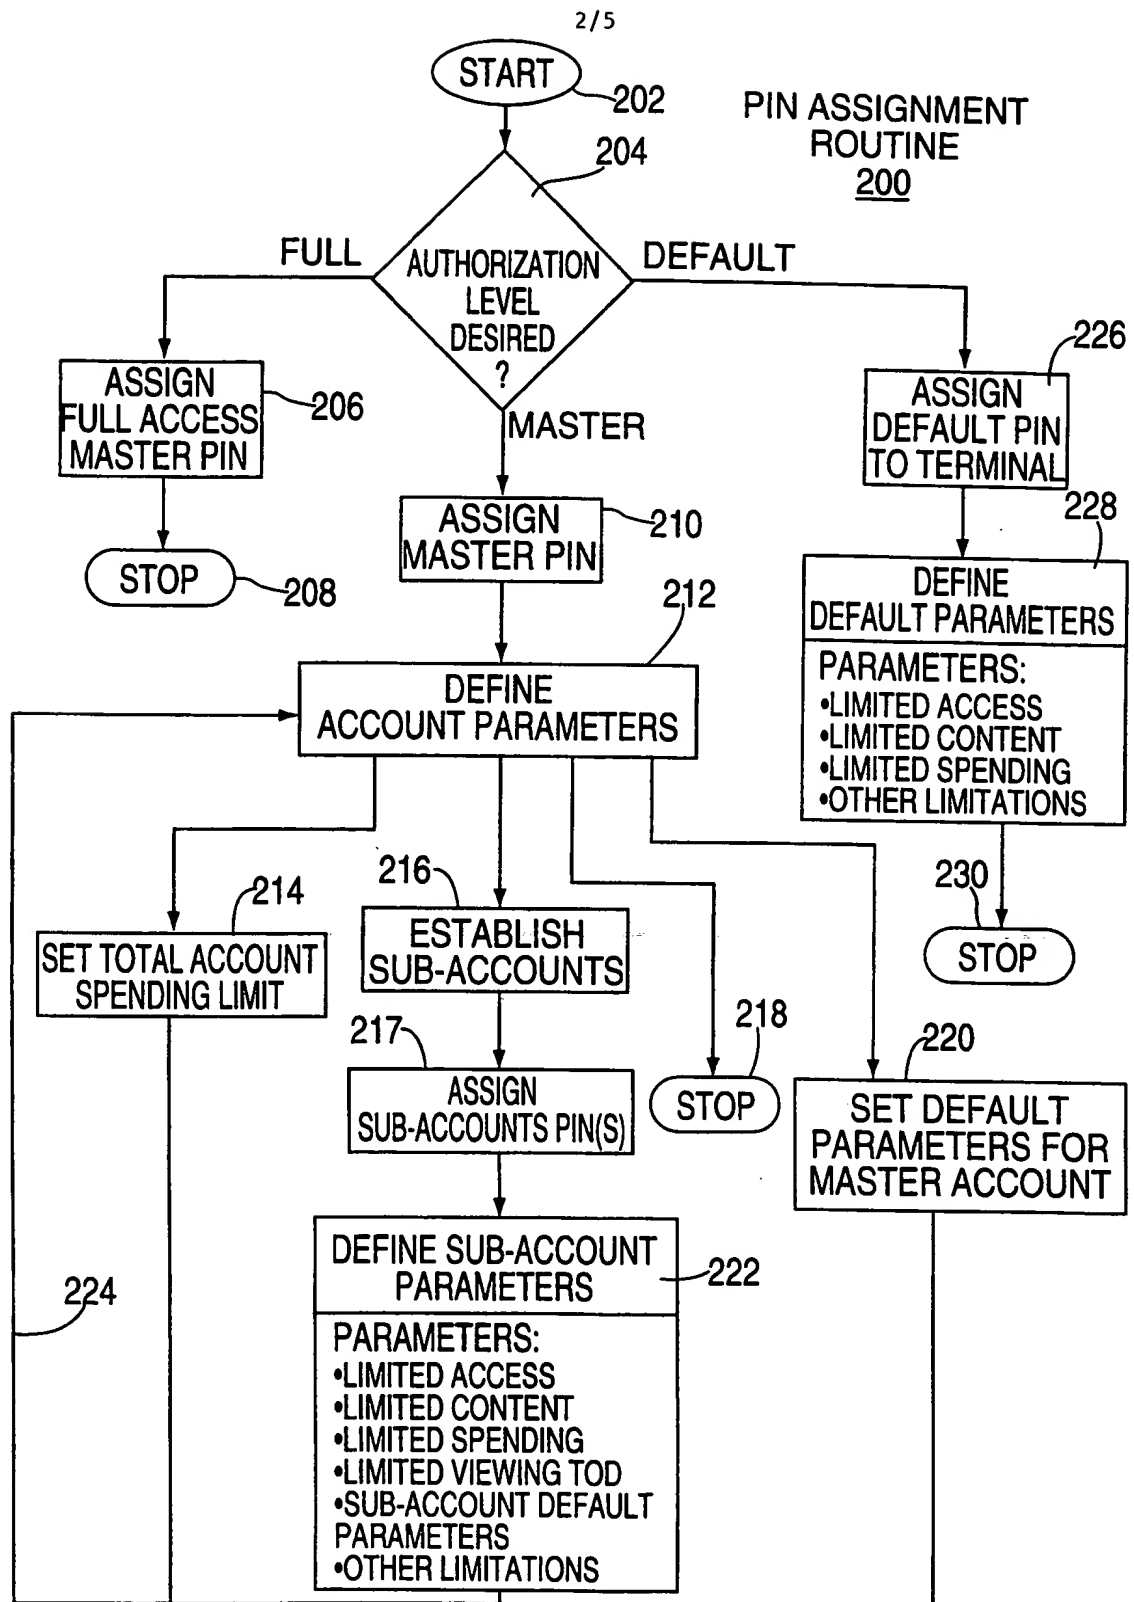 2/5
START
202
PIN ASSIGNMENT
ROUTINE
200
204
FULL
AUTHORIZATION
LEVEL
DESIRED
?
DEFAULT
MASTER
ASSIGN
FULL ACCESS
MASTER PIN
206
STOP
208
ASSIGN
MASTER PIN
210
226
ASSIGN
DEFAULT PIN
TO TERMINAL
228
DEFINE
DEFAULT PARAMETERS
PARAMETERS:
•LIMITED ACCESS
•LIMITED CONTENT
•LIMITED SPENDING
•OTHER LIMITATIONS
230
STOP
212
DEFINE
ACCOUNT PARAMETERS
214
SET TOTAL ACCOUNT
SPENDING LIMIT
216
ESTABLISH
SUB-ACCOUNTS
217
ASSIGN
SUB-ACCOUNTS PIN(S)
218
STOP
220
SET DEFAULT
PARAMETERS FOR
MASTER ACCOUNT
DEFINE SUB-ACCOUNT
PARAMETERS
222
PARAMETERS:
•LIMITED ACCESS
•LIMITED CONTENT
•LIMITED SPENDING
•LIMITED VIEWING TOD
•SUB-ACCOUNT DEFAULT
PARAMETERS
•OTHER LIMITATIONS
224